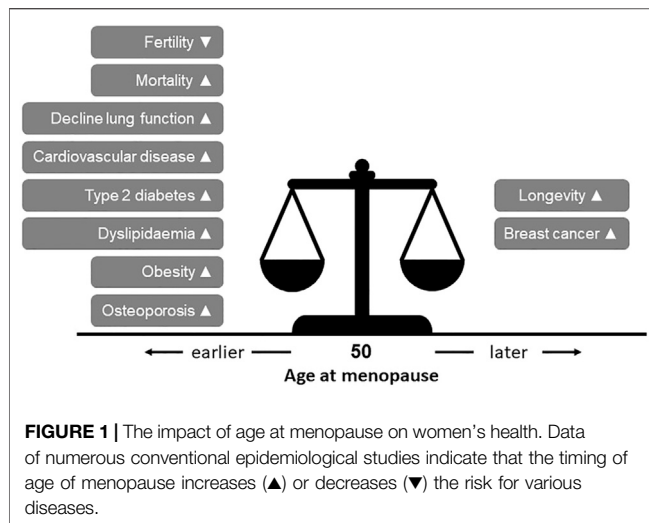 Fertility ▼
Mortality ▲
Decline lung function ▲
Cardiovascular disease ▲
Type 2 diabetes ▲
Dyslipidaemia ▲
Obesity ▲
Osteoporosis ▲
Longevity ▲
Breast cancer ▲
← earlier — 50 — later →
Age at menopause
FIGURE 1 | The impact of age at menopause on women's health. Data
of numerous conventional epidemiological studies indicate that the timing of
age of menopause increases (▲) or decreases (▼) the risk for various
diseases.